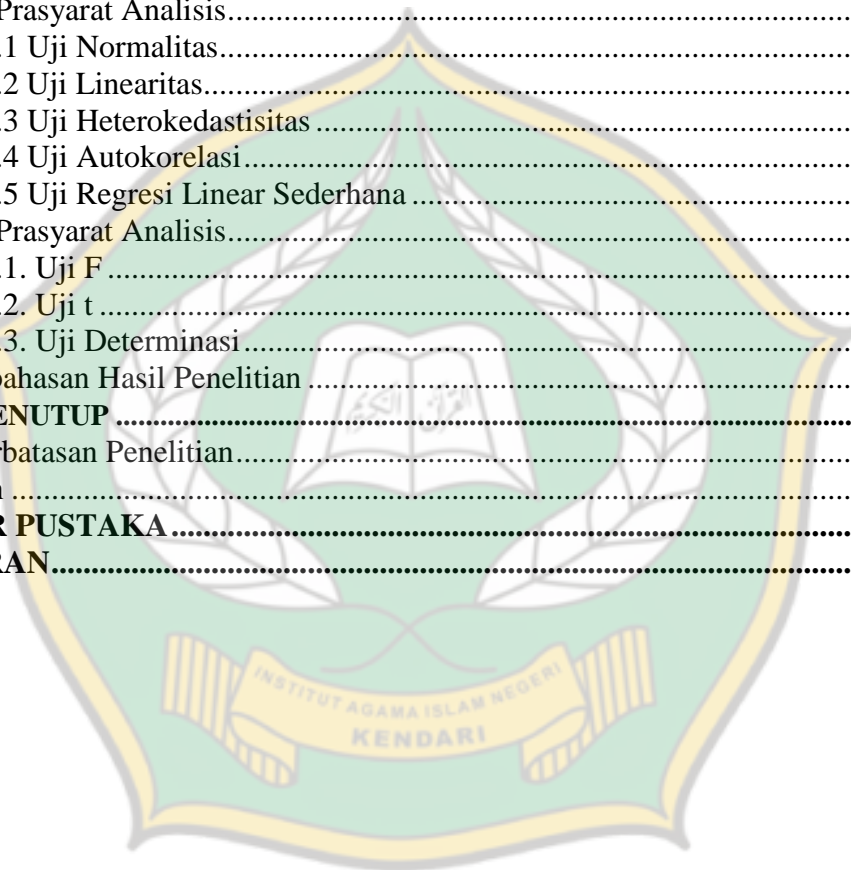 Prasyarat Analisis
.1 Uji Normalitas
.2 Uji Linearitas
.3 Uji Heterokedastisitas
.4 Uji Autokorelasi
.5 Uji Regresi Linear Sederhana
Prasyarat Analisis
.1. Uji F
.2. Uji t
.3. Uji Determinasi
bahasan Hasil Penelitian
ENUTUP
rbatasan Penelitian
R PUSTAKA
RAN
INSTITUT AGAMA ISLAM NEGERI
KENDARI